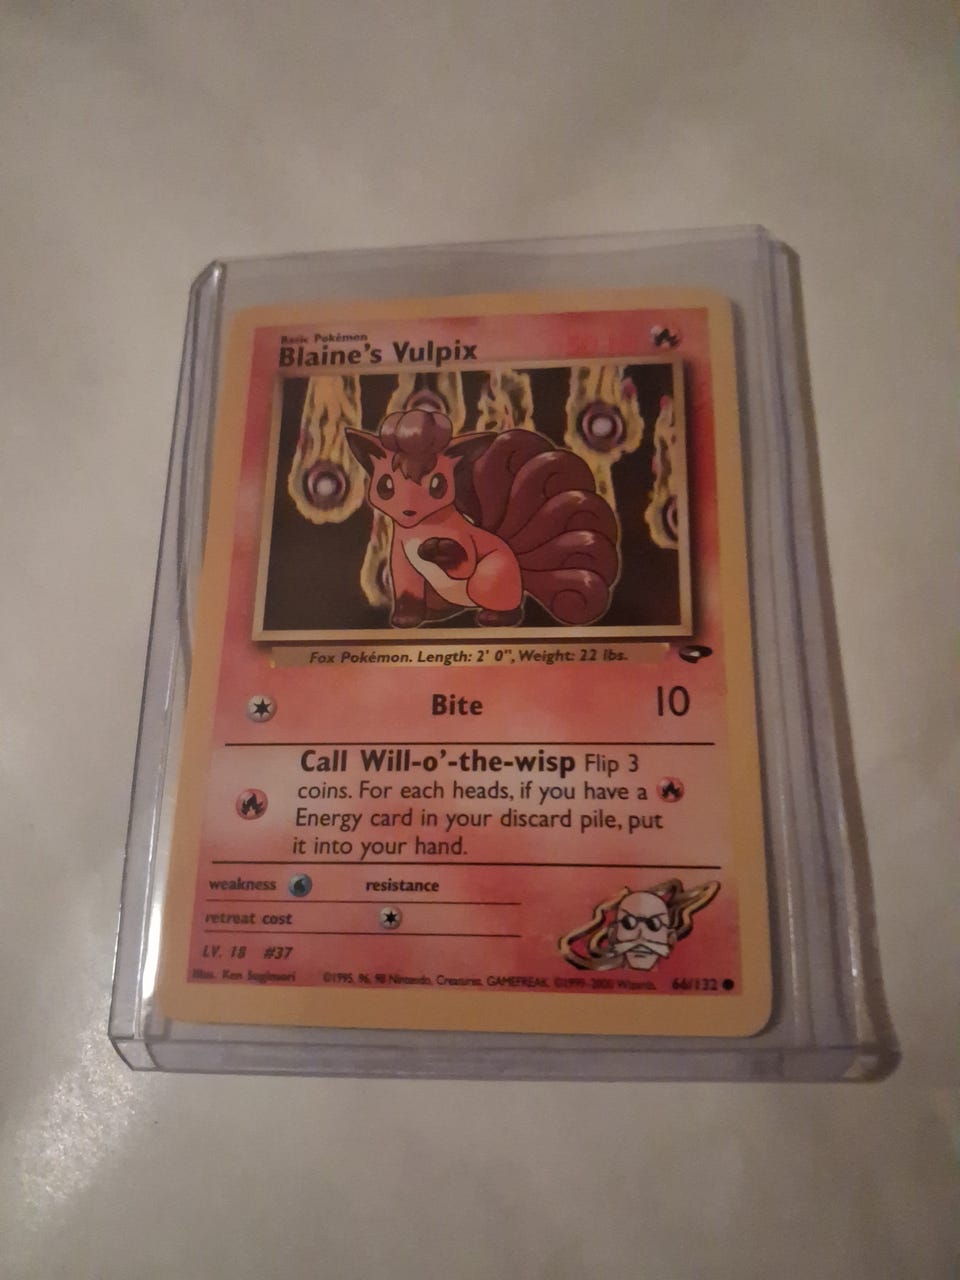 Basic Pokémon
Blaine's Vulpix
Fox Pokémon. Length: 2' 0", Weight: 22 lbs.
Bite 10
Call Will-o'-the-wisp Flip 3
coins. For each heads, if you have a
Energy card in your discard pile, put
it into your hand.
weakness resistance
retreat cost
LV. 18 #37
Illus. Ken Sugimori ©1995, 96, 98 Nintendo, Creatures, GAMEFREAK. ©1999-2000 Wizards. 66/132